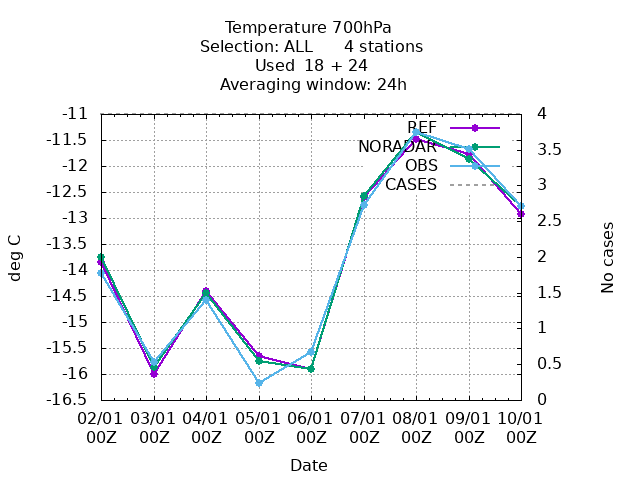 Temperature 700hPa
Selection: ALL      4 stations
Used  18 + 24
Averaging window: 24h
-11
-11.5
-12
-12.5
-13
-13.5
-14
-14.5
-15
-15.5
-16
-16.5
4
3.5
3
2.5
2
1.5
1
0.5
0
REF
NORADAR
OBS
CASES
deg C
No cases
02/01 03/01 04/01 05/01 06/01 07/01 08/01 09/01 10/01
00Z 00Z 00Z 00Z 00Z 00Z 00Z 00Z 00Z
Date